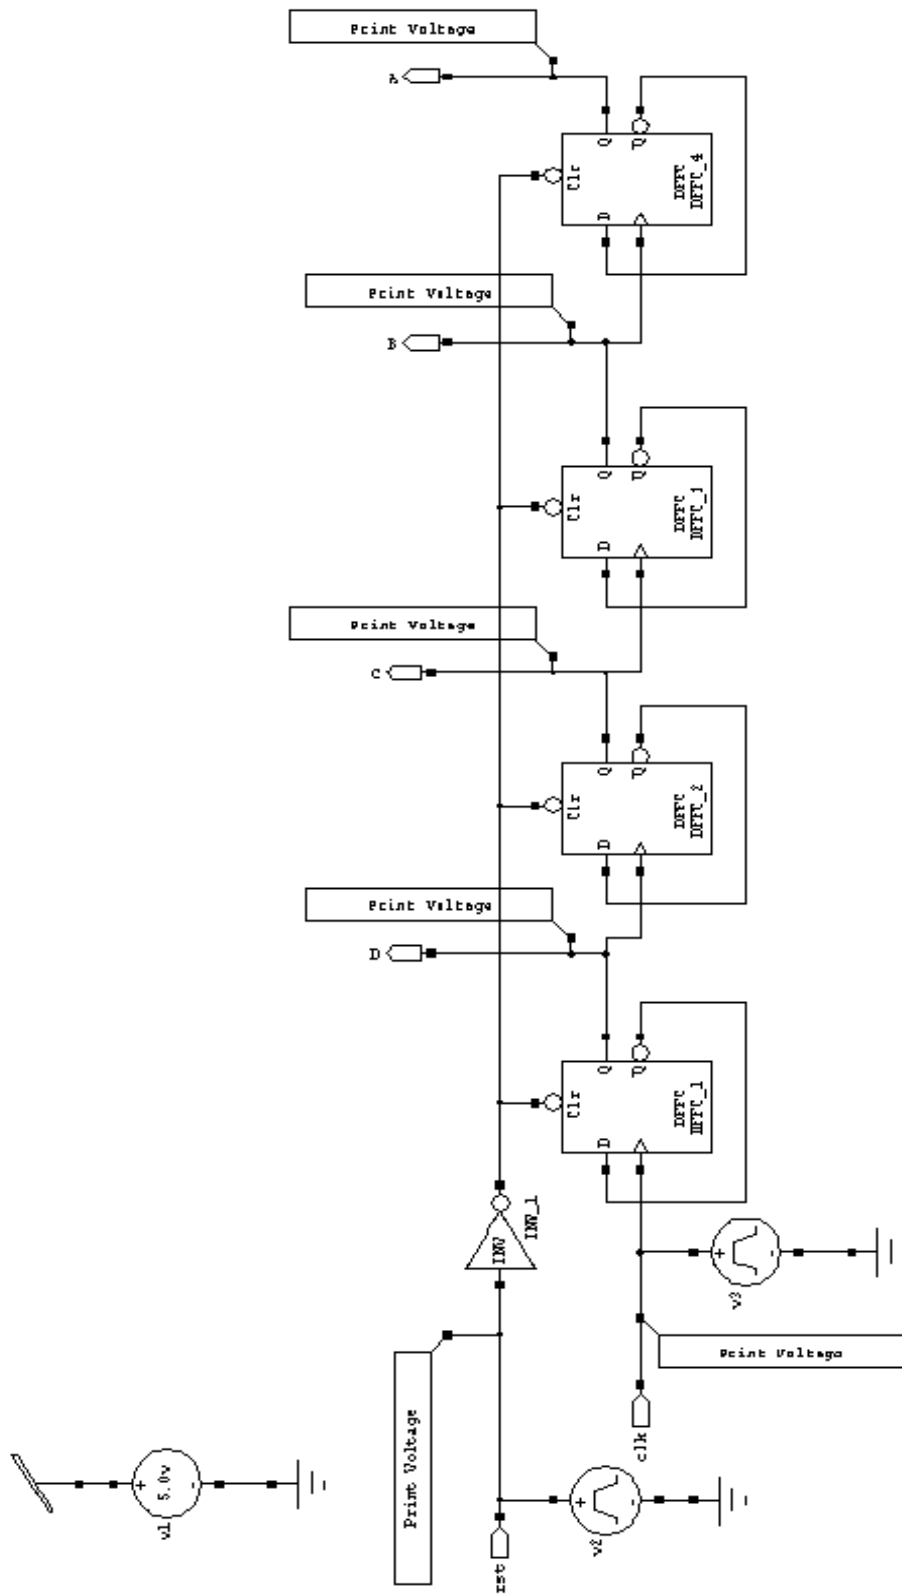 Print Voltage
A
Q
Clr
D
DFFC
DFFC_4
Print Voltage
B
Q
Clr
D
DFFC
Print Voltage
C
Q
Clr
D
DFFC
DFFC_2
Print Voltage
D
Q
Clr
D
DFFC
DFFC_1
INV
INV_1
v3
Print Voltage
Print Voltage
clk
5.0v
v1
v2
rst